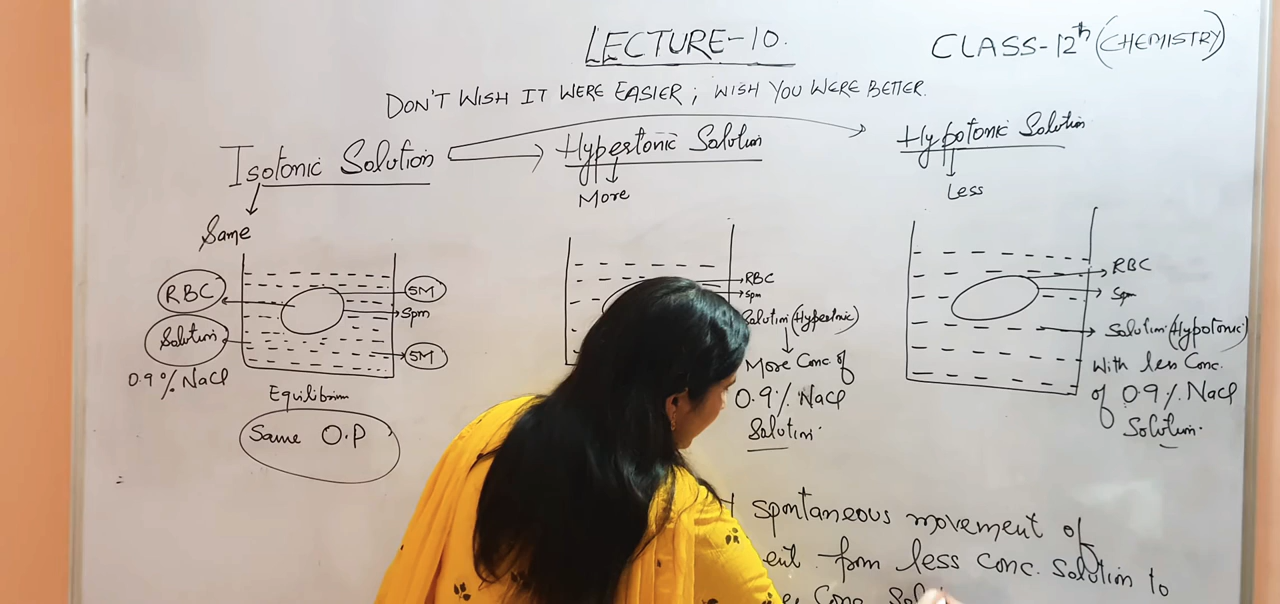 LECTURE-10.
CLASS-12th (CHEMISTRY)
DON'T WISH IT WERE EASIER ; WISH YOU WERE BETTER.
Isotonic Solution
Same
RBC
Solution
0.9% NaCl
5M
Spm
5M
Equilibrium
Same O.P
Hypertonic Solution
More
RBC
Spm
Solution (Hypertonic)
More Conc. of
0.9% NaCl
Solution.
Hypotonic Solution
Less
RBC
Spm
Solution (Hypotonic)
With less Conc.
of 0.9% NaCl
Solution.
spontaneous movement of
from less conc. solution to
Conc.